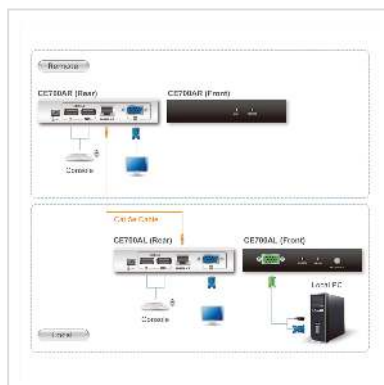 Remote
CE700AR (Rear)
CE700AR (Front)
Console
Cat 5e Cable
CE700AL (Rear)
CE700AL (Front)
Local PC
Console
Local